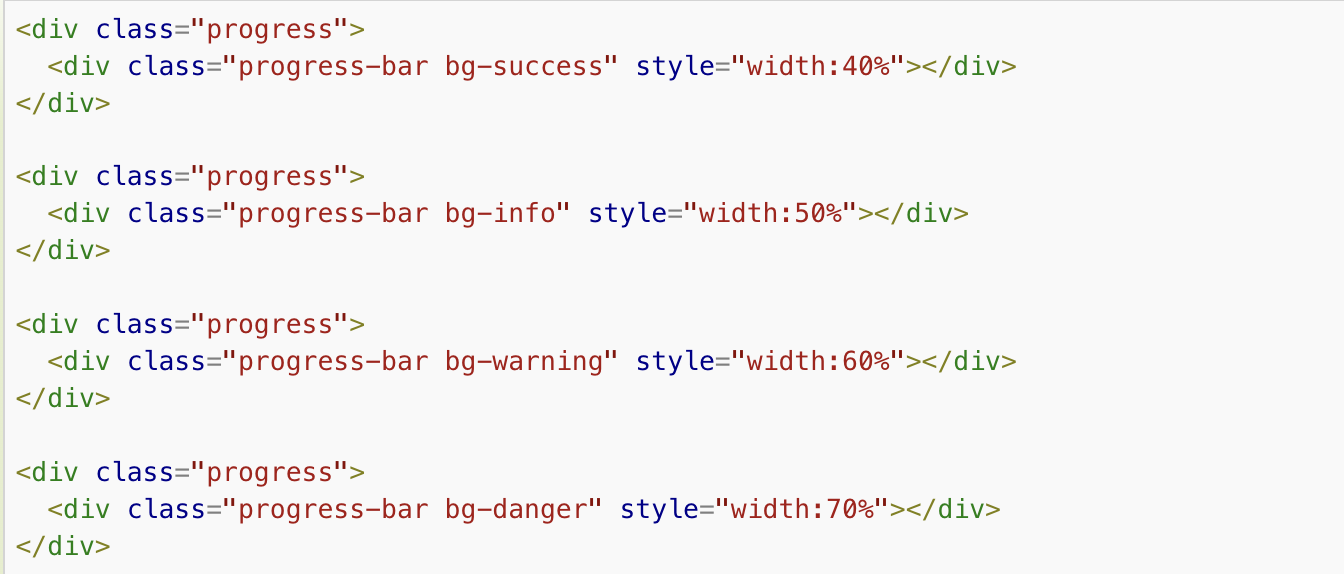 <div class="progress">
  <div class="progress-bar bg-success" style="width:40%"></div>
</div>

<div class="progress">
  <div class="progress-bar bg-info" style="width:50%"></div>
</div>

<div class="progress">
  <div class="progress-bar bg-warning" style="width:60%"></div>
</div>

<div class="progress">
  <div class="progress-bar bg-danger" style="width:70%"></div>
</div>